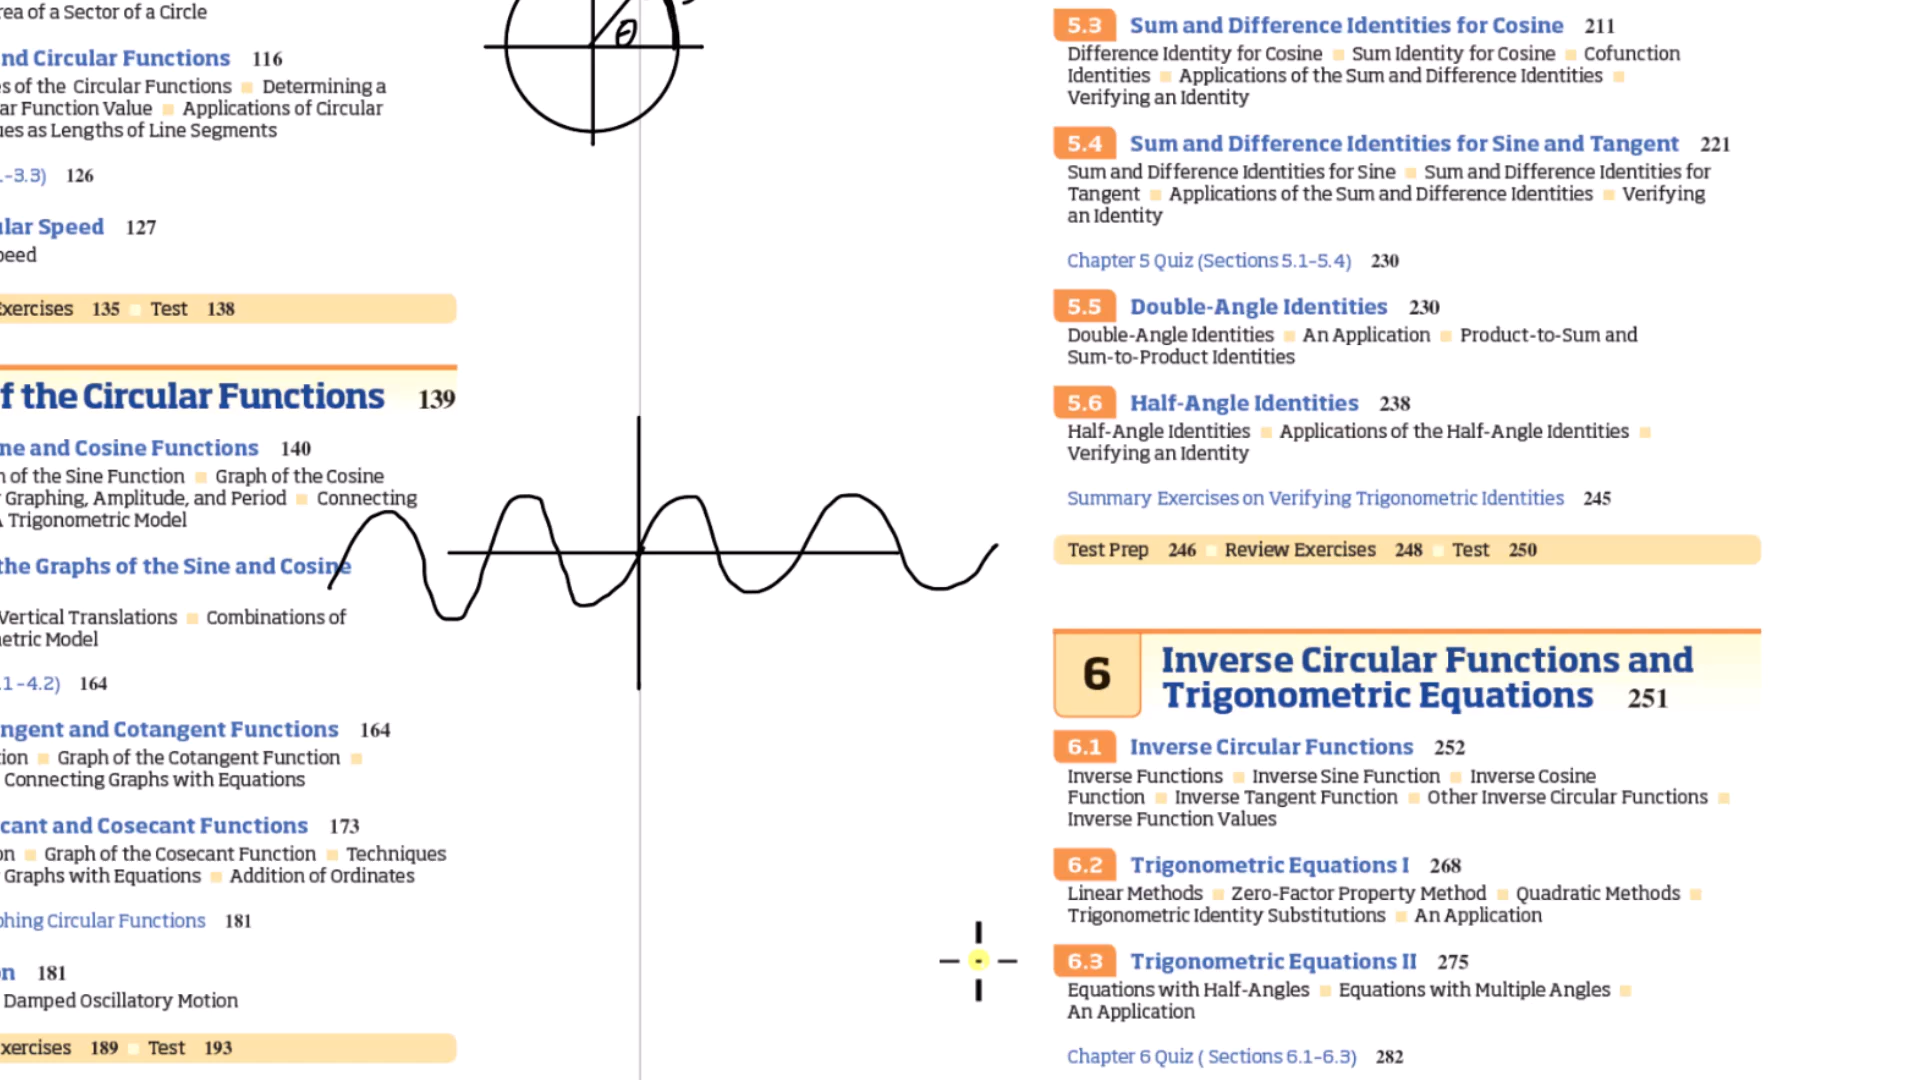 rea of a Sector of a Circle
nd Circular Functions 116
s of the Circular Functions ■ Determining a
ar Function Value ■ Applications of Circular
ues as Lengths of Line Segments
.–3.3) 126
ular Speed 127
peed
Exercises 135 ■ Test 138
f the Circular Functions 139
ne and Cosine Functions 140
n of the Sine Function ■ Graph of the Cosine
Graphing, Amplitude, and Period ■ Connecting
A Trigonometric Model
the Graphs of the Sine and Cosine
Vertical Translations ■ Combinations of
metric Model
.1–4.2) 164
ngent and Cotangent Functions 164
tion ■ Graph of the Cotangent Function ■
Connecting Graphs with Equations
cant and Cosecant Functions 173
on ■ Graph of the Cosecant Function ■ Techniques
Graphs with Equations ■ Addition of Ordinates
phing Circular Functions 181
n 181
Damped Oscillatory Motion
xercises 189 ■ Test 193
θ
5.3 Sum and Difference Identities for Cosine 211
Difference Identity for Cosine ■ Sum Identity for Cosine ■ Cofunction
Identities ■ Applications of the Sum and Difference Identities ■
Verifying an Identity
5.4 Sum and Difference Identities for Sine and Tangent 221
Sum and Difference Identities for Sine ■ Sum and Difference Identities for
Tangent ■ Applications of the Sum and Difference Identities ■ Verifying
an Identity
Chapter 5 Quiz (Sections 5.1–5.4) 230
5.5 Double-Angle Identities 230
Double-Angle Identities ■ An Application ■ Product-to-Sum and
Sum-to-Product Identities
5.6 Half-Angle Identities 238
Half-Angle Identities ■ Applications of the Half-Angle Identities ■
Verifying an Identity
Summary Exercises on Verifying Trigonometric Identities 245
Test Prep 246 ■ Review Exercises 248 ■ Test 250
6 Inverse Circular Functions and
Trigonometric Equations 251
6.1 Inverse Circular Functions 252
Inverse Functions ■ Inverse Sine Function ■ Inverse Cosine
Function ■ Inverse Tangent Function ■ Other Inverse Circular Functions ■
Inverse Function Values
6.2 Trigonometric Equations I 268
Linear Methods ■ Zero-Factor Property Method ■ Quadratic Methods ■
Trigonometric Identity Substitutions ■ An Application
6.3 Trigonometric Equations II 275
Equations with Half-Angles ■ Equations with Multiple Angles ■
An Application
Chapter 6 Quiz ( Sections 6.1–6.3) 282